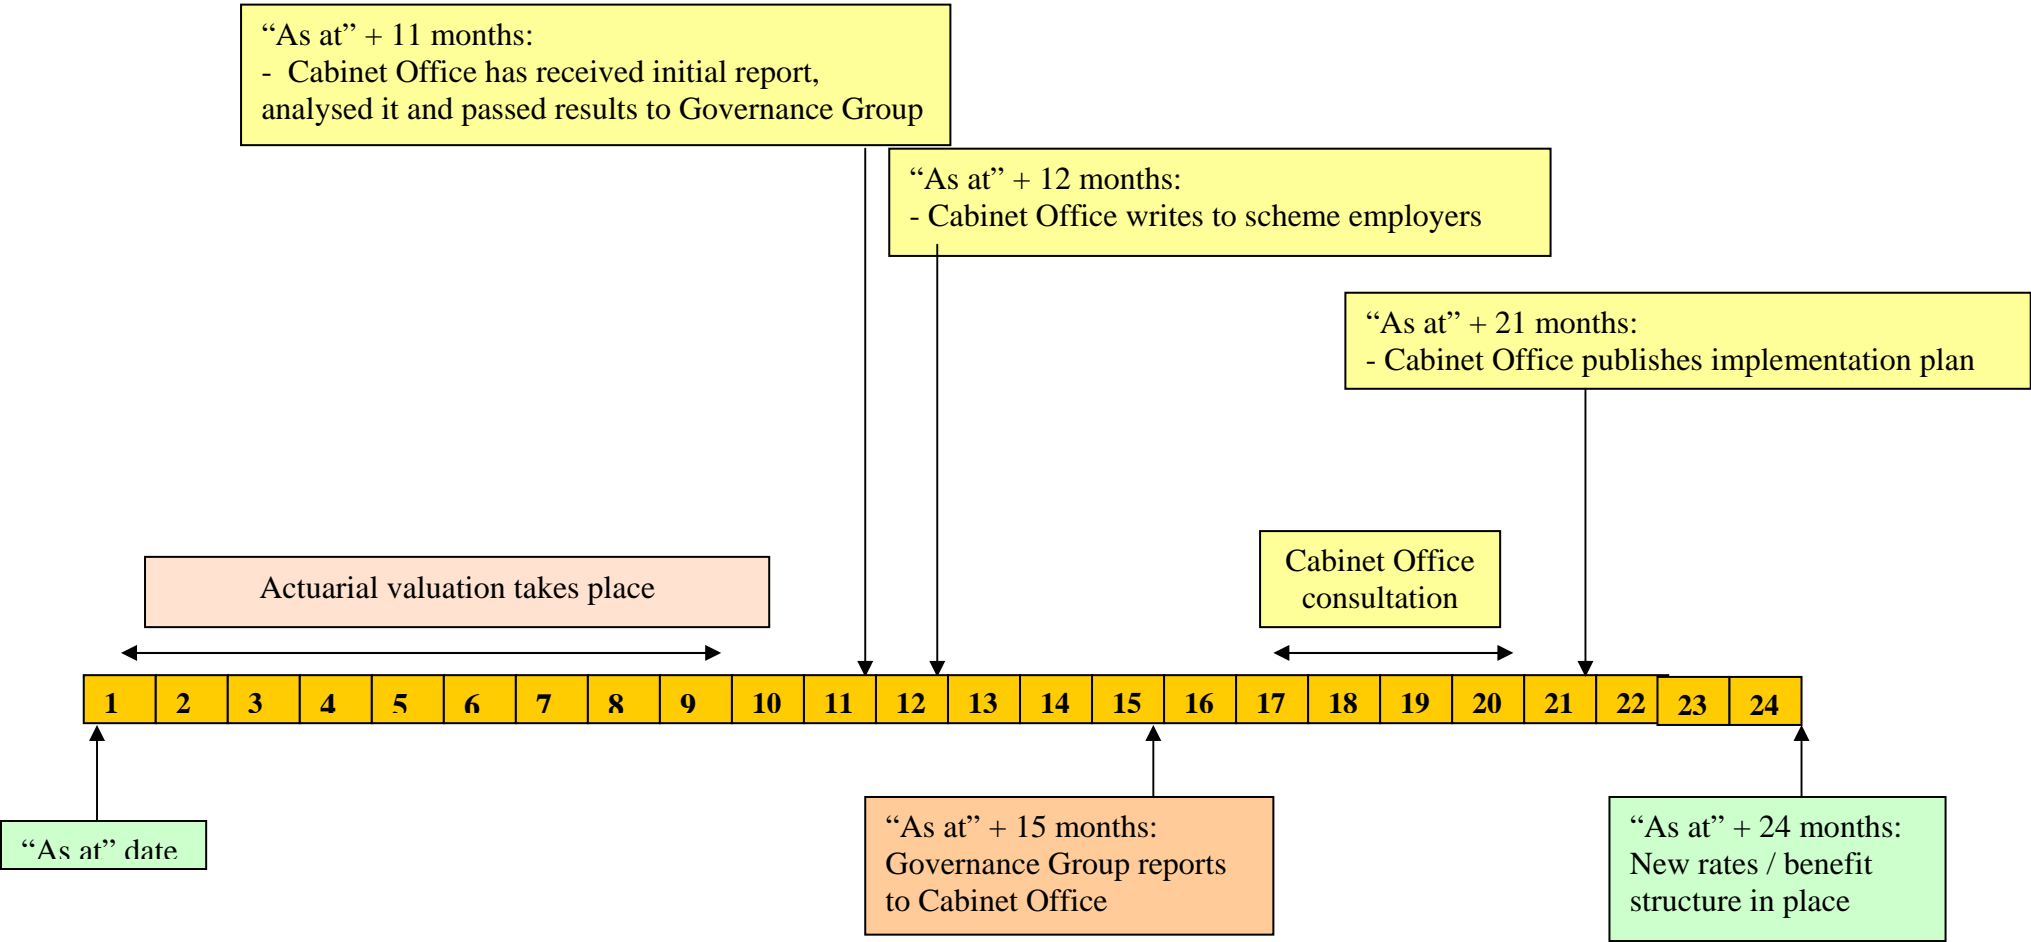 “As at” + 11 months:
- Cabinet Office has received initial report,
analysed it and passed results to Governance Group
“As at” + 12 months:
- Cabinet Office writes to scheme employers
“As at” + 21 months:
- Cabinet Office publishes implementation plan
Actuarial valuation takes place
Cabinet Office
consultation
1 2 3 4 5 6 7 8 9 10 11 12 13 14 15 16 17 18 19 20 21 22 23 24
“As at” date
“As at” + 15 months:
Governance Group reports
to Cabinet Office
“As at” + 24 months:
New rates / benefit
structure in place